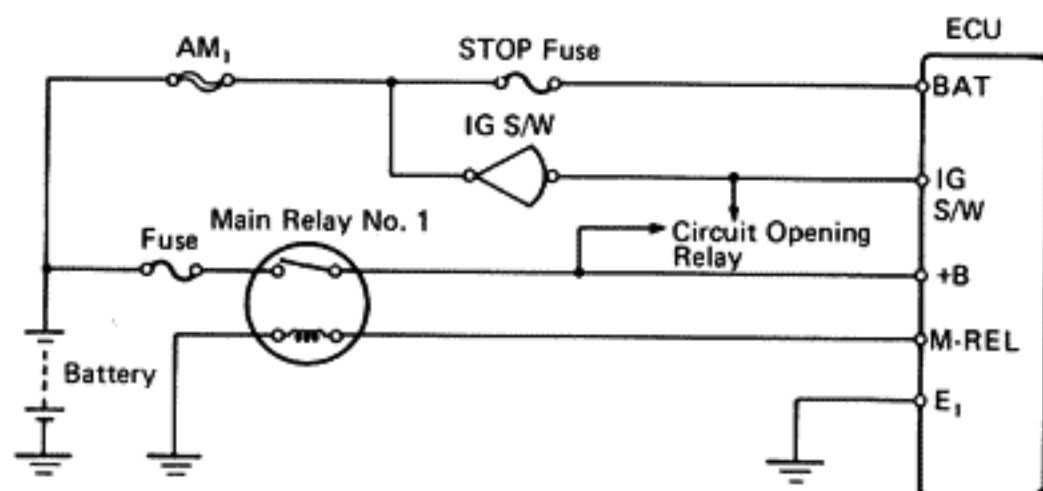 ECU
AM₁
STOP Fuse
BAT
IG S/W
IG
S/W
Main Relay No. 1
Circuit Opening
Relay
Fuse
+B
M-REL
Battery
E₁